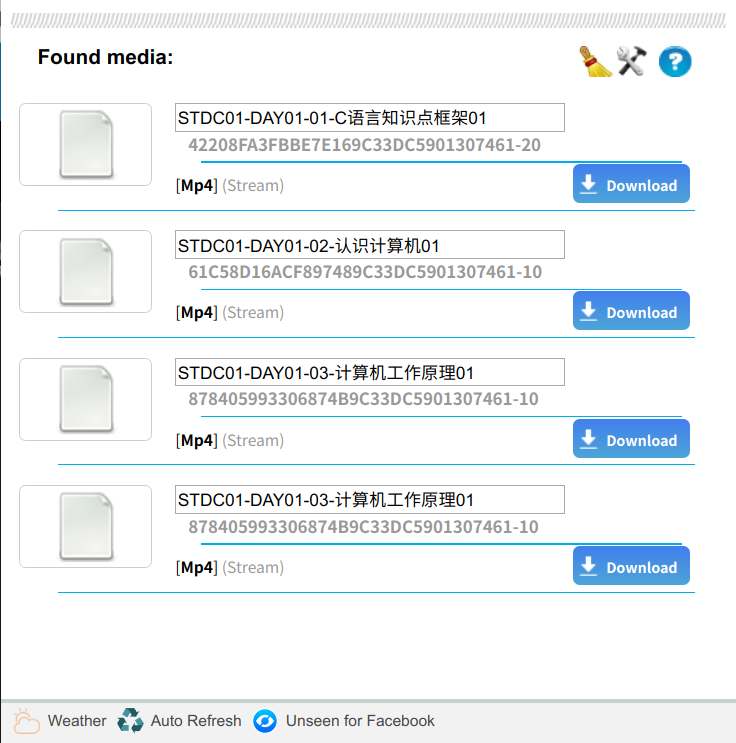 Found media:
STDC01-DAY01-01-C语言知识点框架01
42208FA3FBBE7E169C33DC5901307461-20
[Mp4] (Stream)
Download
STDC01-DAY01-02-认识计算机01
61C58D16ACF897489C33DC5901307461-10
[Mp4] (Stream)
Download
STDC01-DAY01-03-计算机工作原理01
878405993306874B9C33DC5901307461-10
[Mp4] (Stream)
Download
STDC01-DAY01-03-计算机工作原理01
878405993306874B9C33DC5901307461-10
[Mp4] (Stream)
Download
Weather Auto Refresh Unseen for Facebook